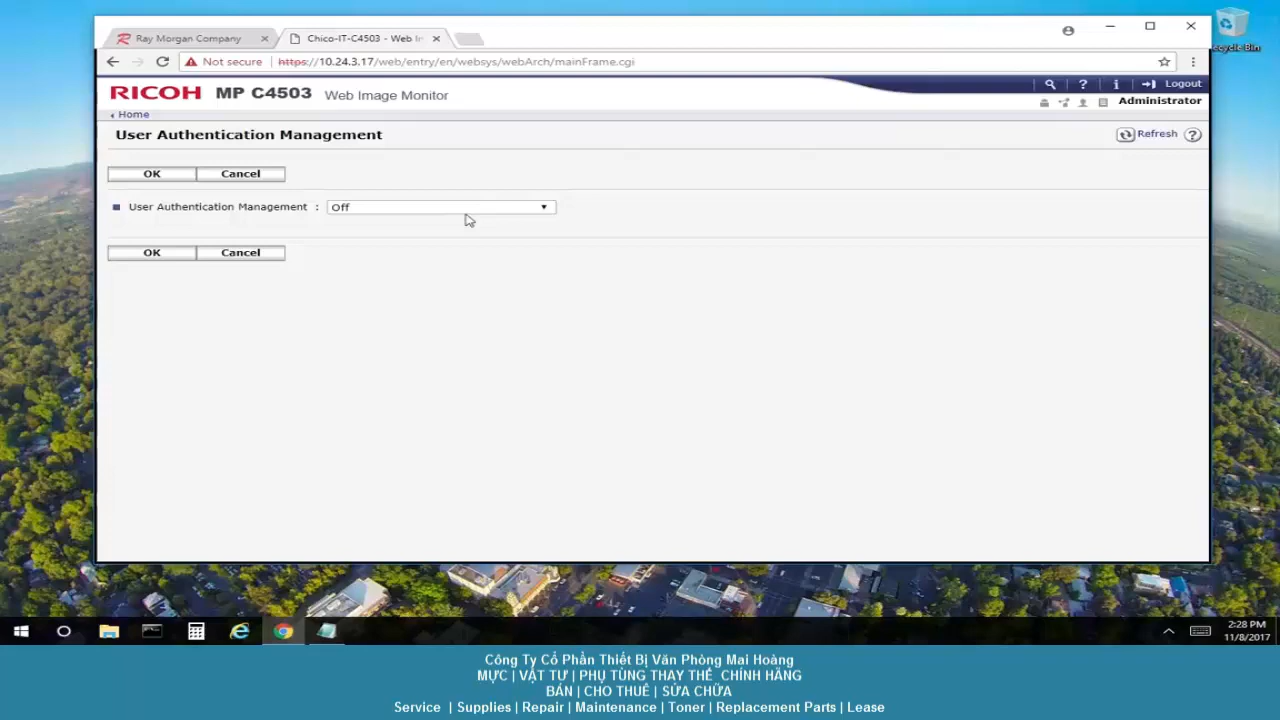 Ray Morgan Company
Chico-IT-C4503 - Web In
Not secure | https://10.24.3.17/web/entry/en/websys/webArch/mainFrame.cgi
RICOH MP C4503 Web Image Monitor
Logout
Administrator
Home
User Authentication Management
Refresh
OK Cancel
User Authentication Management : Off
OK Cancel
2:28 PM
11/8/2017
Công Ty Cổ Phần Thiết Bị Văn Phòng Mai Hoàng
MỰC | VẬT TƯ | PHỤ TÙNG THAY THẾ CHÍNH HÃNG
BÁN | CHO THUÊ | SỬA CHỮA
Service | Supplies | Repair | Maintenance | Toner | Replacement Parts | Lease